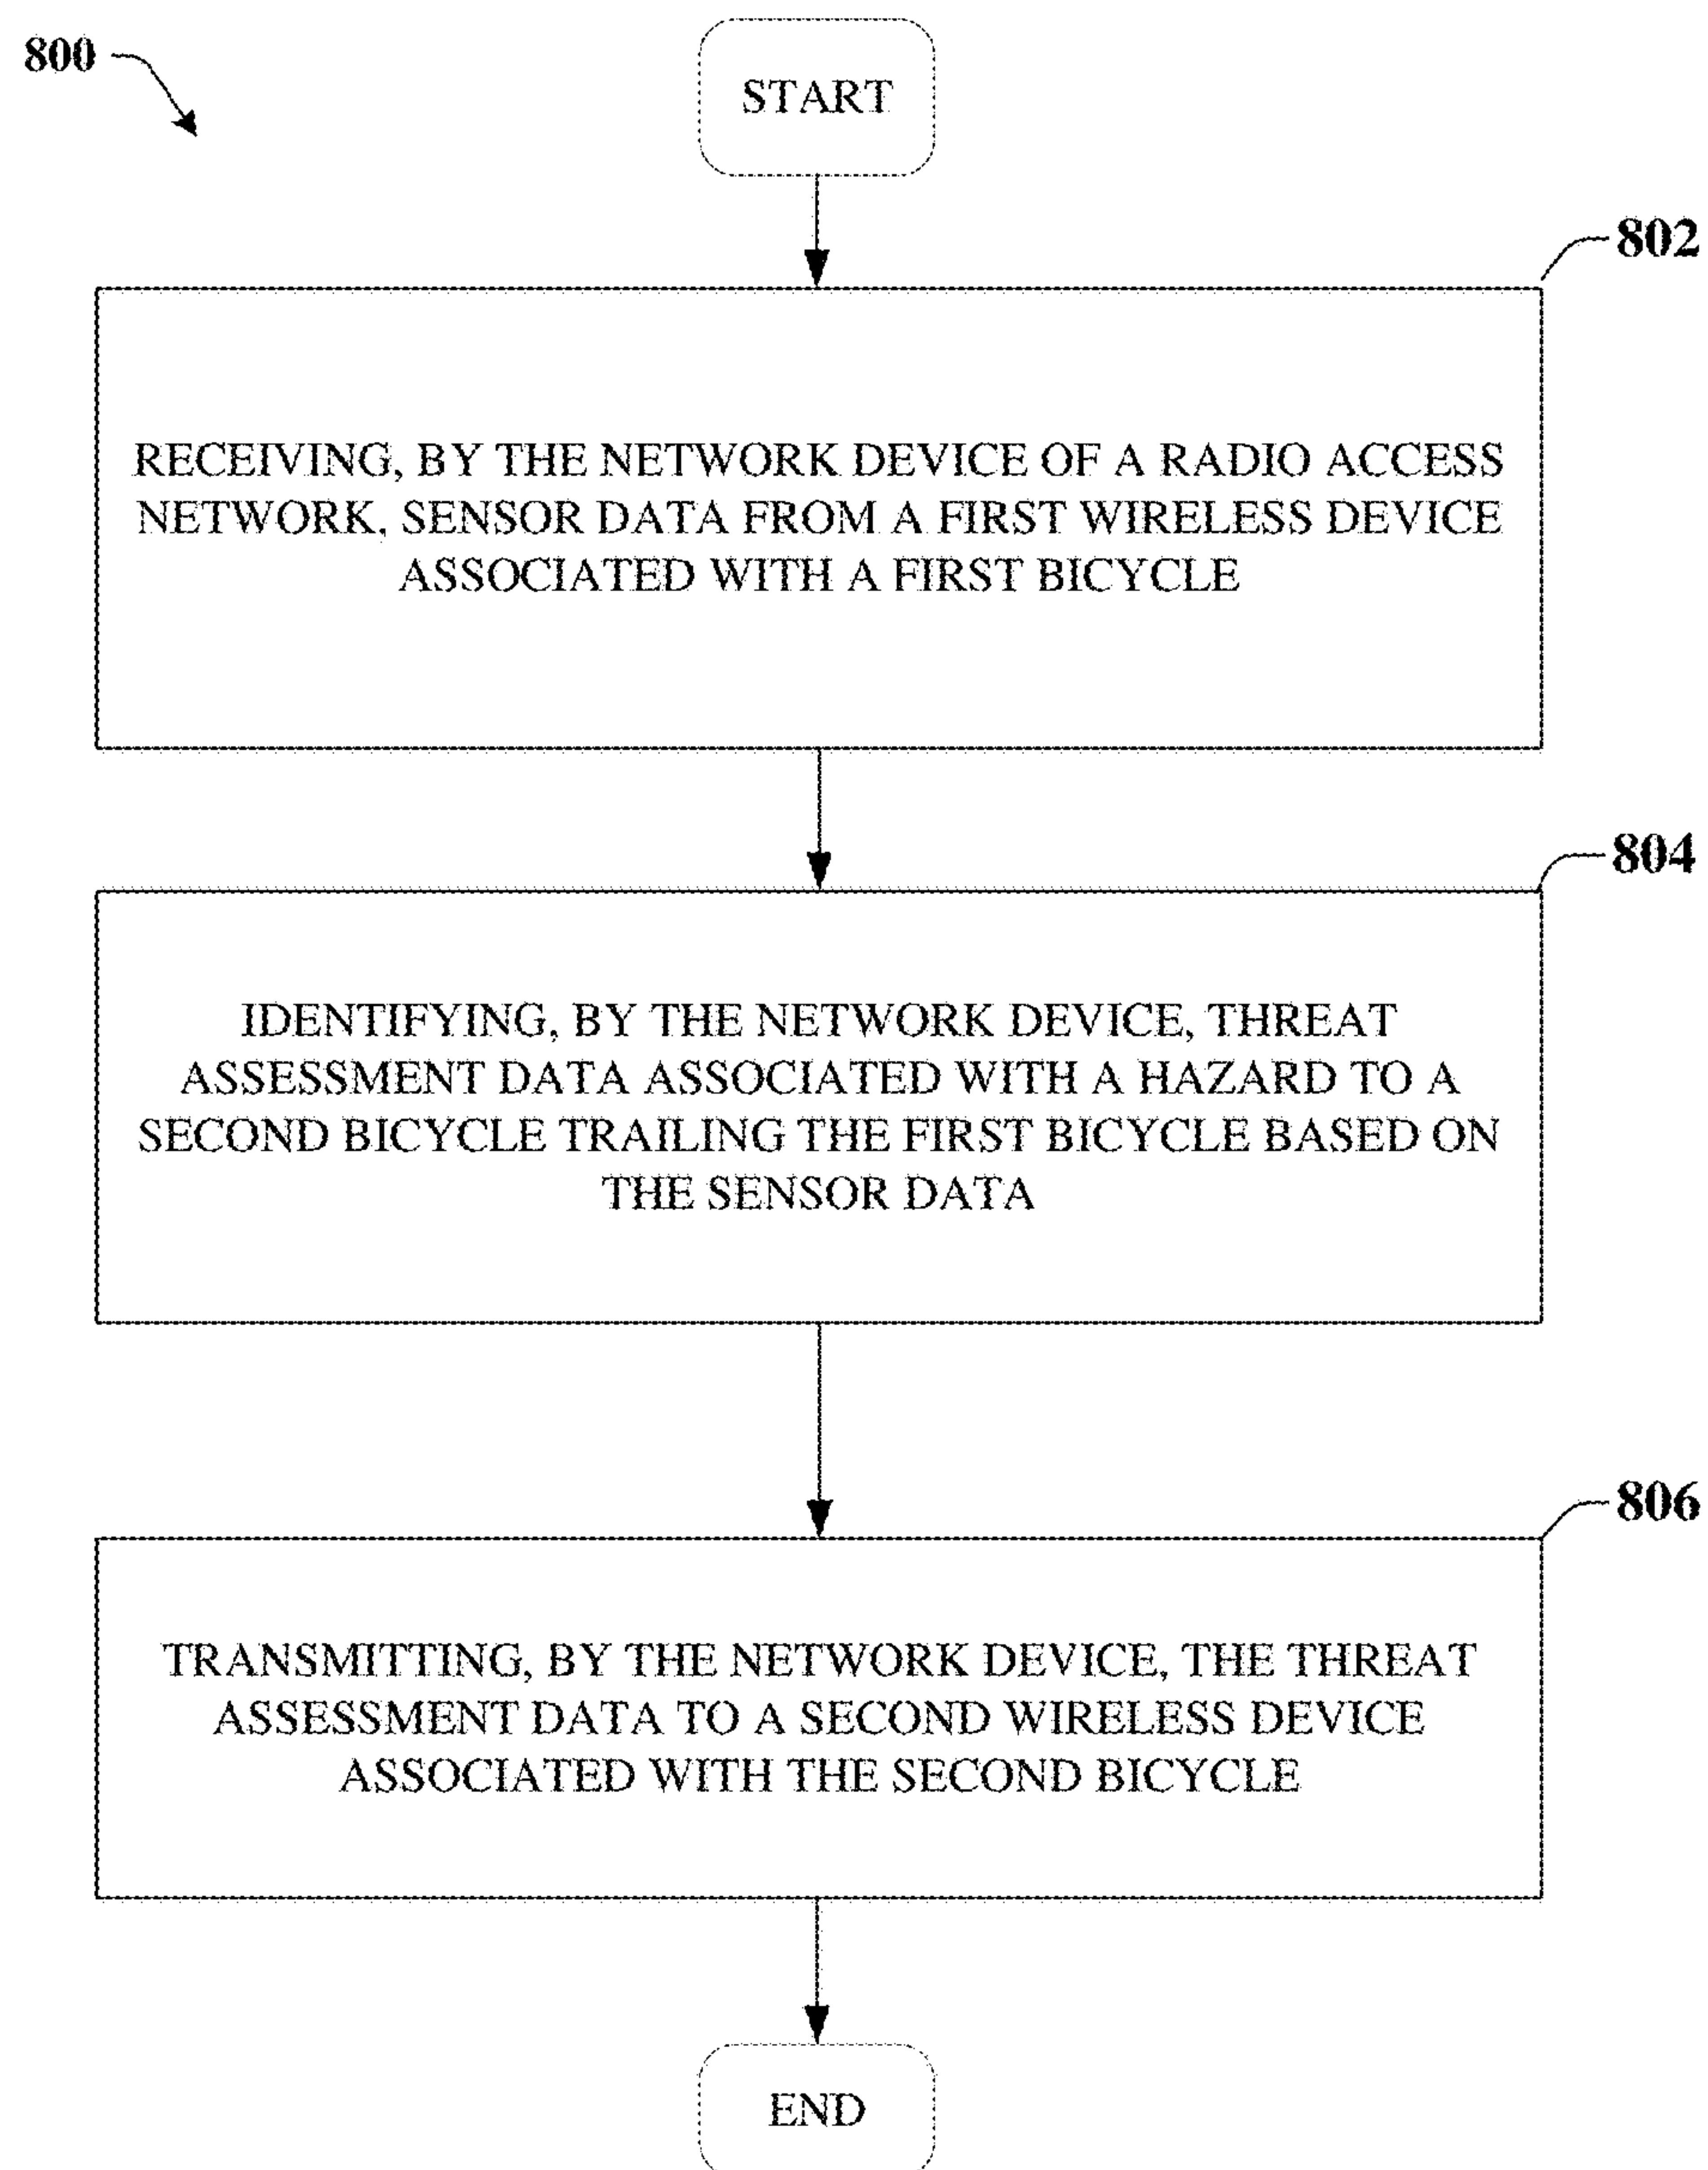 800
START
802
RECEIVING, BY THE NETWORK DEVICE OF A RADIO ACCESS
NETWORK, SENSOR DATA FROM A FIRST WIRELESS DEVICE
ASSOCIATED WITH A FIRST BICYCLE
804
IDENTIFYING, BY THE NETWORK DEVICE, THREAT
ASSESSMENT DATA ASSOCIATED WITH A HAZARD TO A
SECOND BICYCLE TRAILING THE FIRST BICYCLE BASED ON
THE SENSOR DATA
806
TRANSMITTING, BY THE NETWORK DEVICE, THE THREAT
ASSESSMENT DATA TO A SECOND WIRELESS DEVICE
ASSOCIATED WITH THE SECOND BICYCLE
END